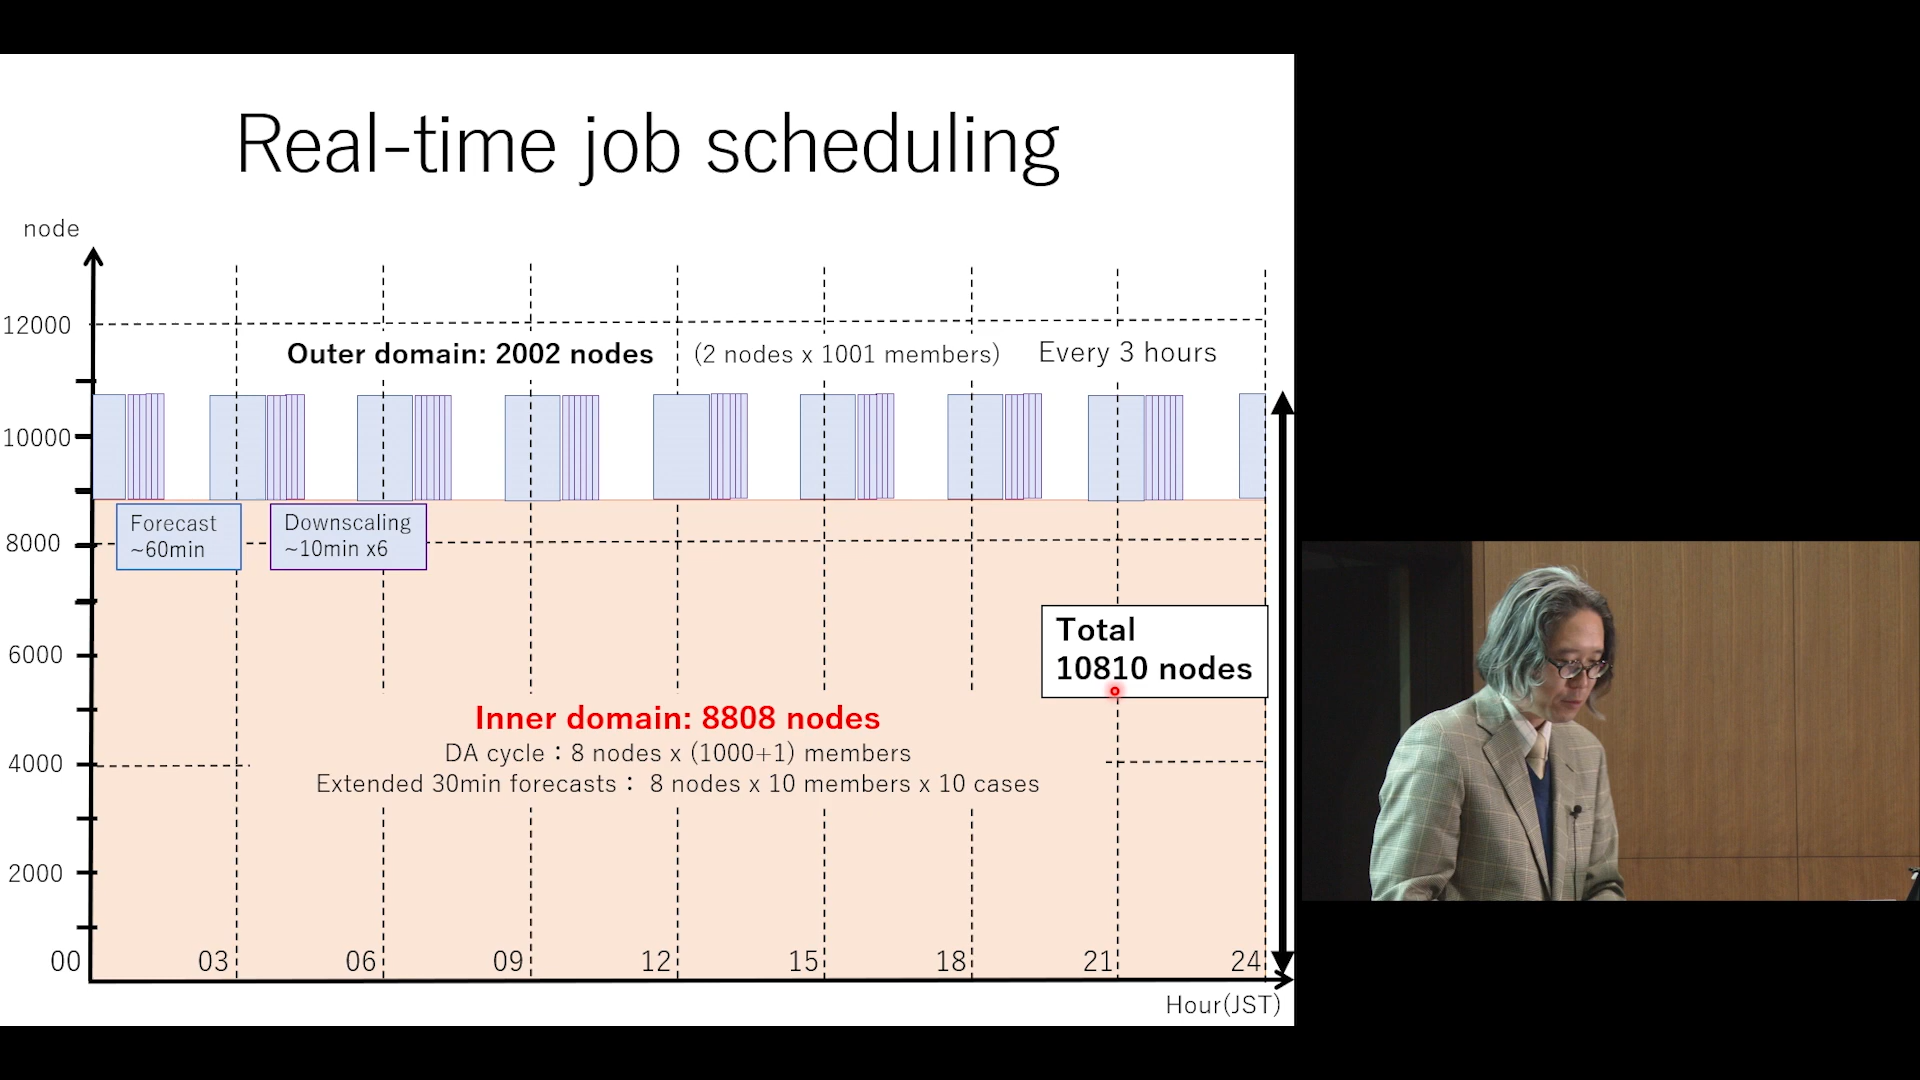 Real-time job scheduling
node
12000
Outer domain: 2002 nodes (2 nodes x 1001 members) Every 3 hours
10000
Forecast
~60min
Downscaling
~10min x6
8000
Total
10810 nodes
6000
Inner domain: 8808 nodes
DA cycle：8 nodes x (1000+1) members
Extended 30min forecasts： 8 nodes x 10 members x 10 cases
4000
2000
00 03 06 09 12 15 18 21 24
Hour(JST)